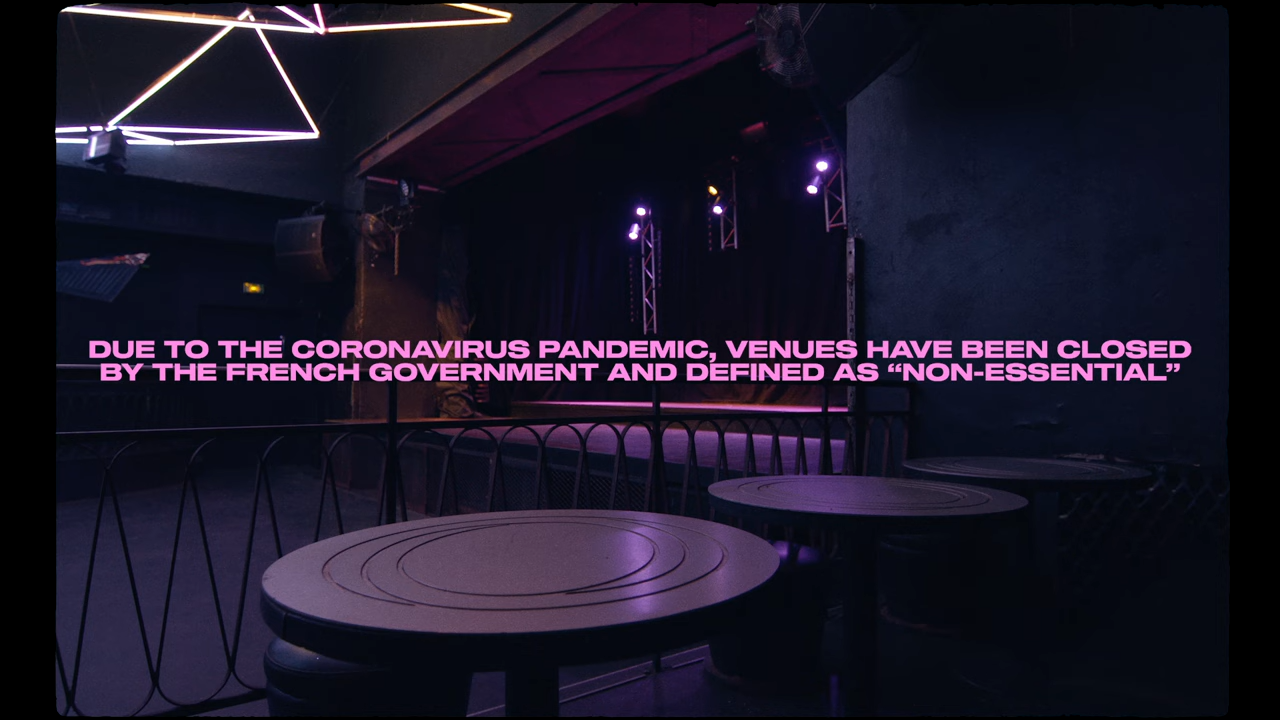 DUE TO THE CORONAVIRUS PANDEMIC, VENUES HAVE BEEN CLOSED
BY THE FRENCH GOVERNMENT AND DEFINED AS “NON-ESSENTIAL”